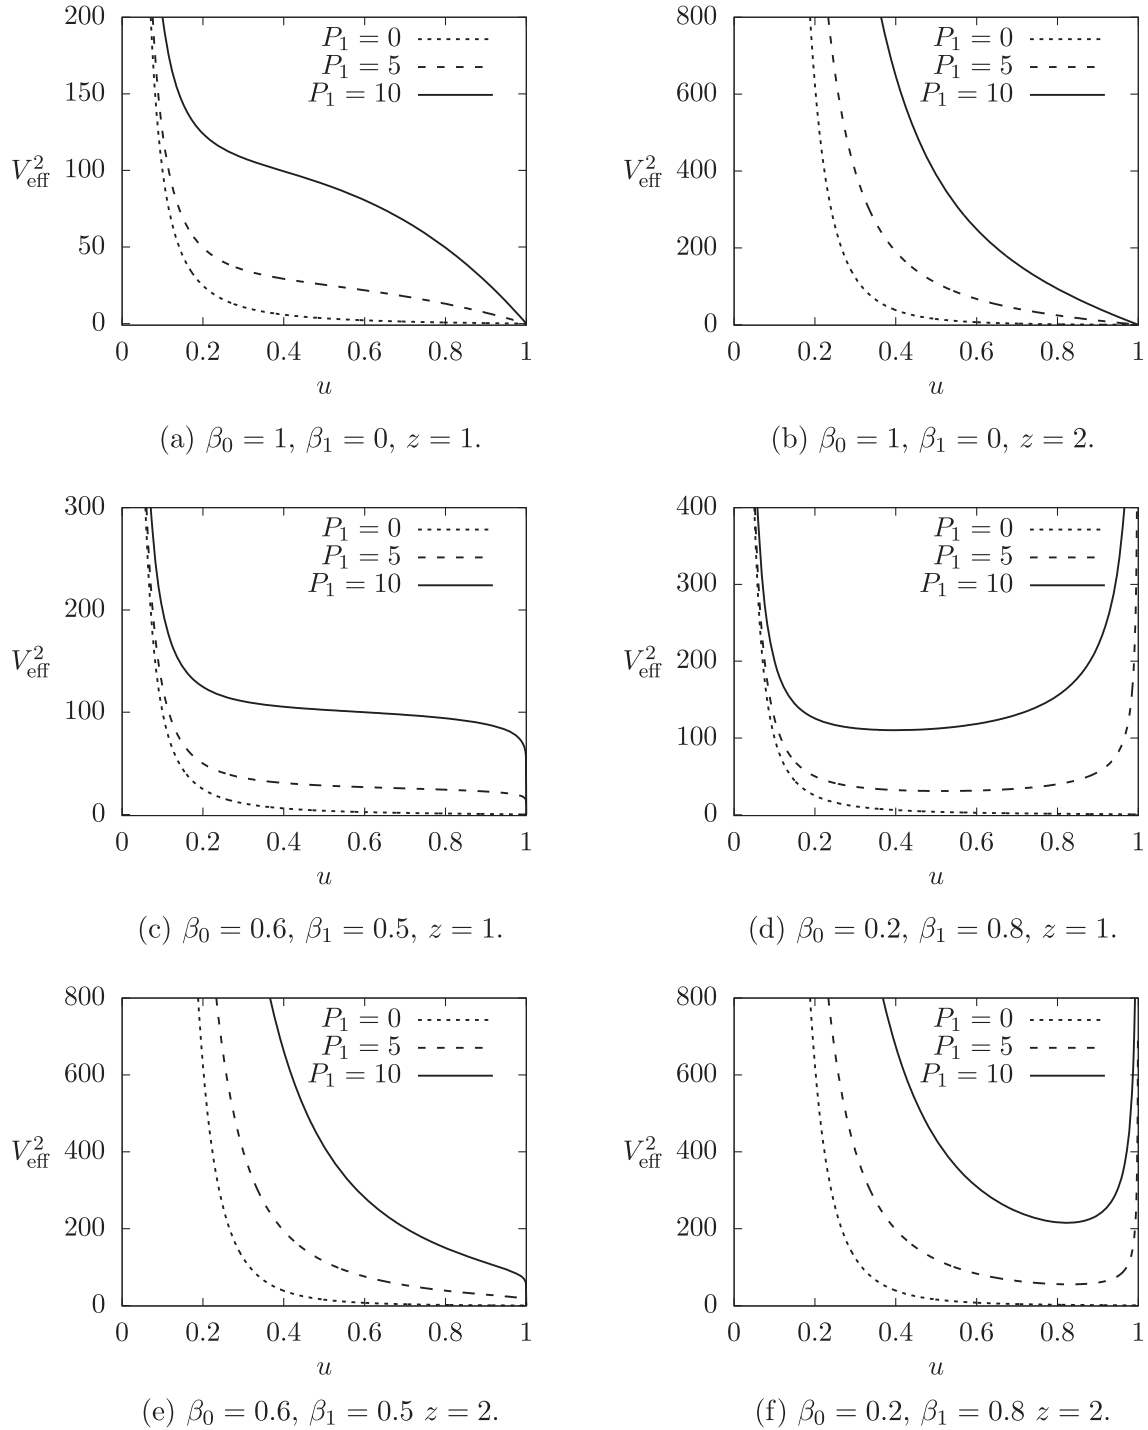 200
150
100
50
0
V²eff
P₁ = 0
P₁ = 5
P₁ = 10
0 0.2 0.4 0.6 0.8 1
u
(a) β₀ = 1, β₁ = 0, z = 1.
800
600
400
200
0
V²eff
P₁ = 0
P₁ = 5
P₁ = 10
0 0.2 0.4 0.6 0.8 1
u
(b) β₀ = 1, β₁ = 0, z = 2.
300
200
100
0
V²eff
P₁ = 0
P₁ = 5
P₁ = 10
0 0.2 0.4 0.6 0.8 1
u
(c) β₀ = 0.6, β₁ = 0.5, z = 1.
400
300
200
100
0
V²eff
P₁ = 0
P₁ = 5
P₁ = 10
0 0.2 0.4 0.6 0.8 1
u
(d) β₀ = 0.2, β₁ = 0.8, z = 1.
800
600
400
200
0
V²eff
P₁ = 0
P₁ = 5
P₁ = 10
0 0.2 0.4 0.6 0.8 1
u
(e) β₀ = 0.6, β₁ = 0.5 z = 2.
800
600
400
200
0
V²eff
P₁ = 0
P₁ = 5
P₁ = 10
0 0.2 0.4 0.6 0.8 1
u
(f) β₀ = 0.2, β₁ = 0.8 z = 2.